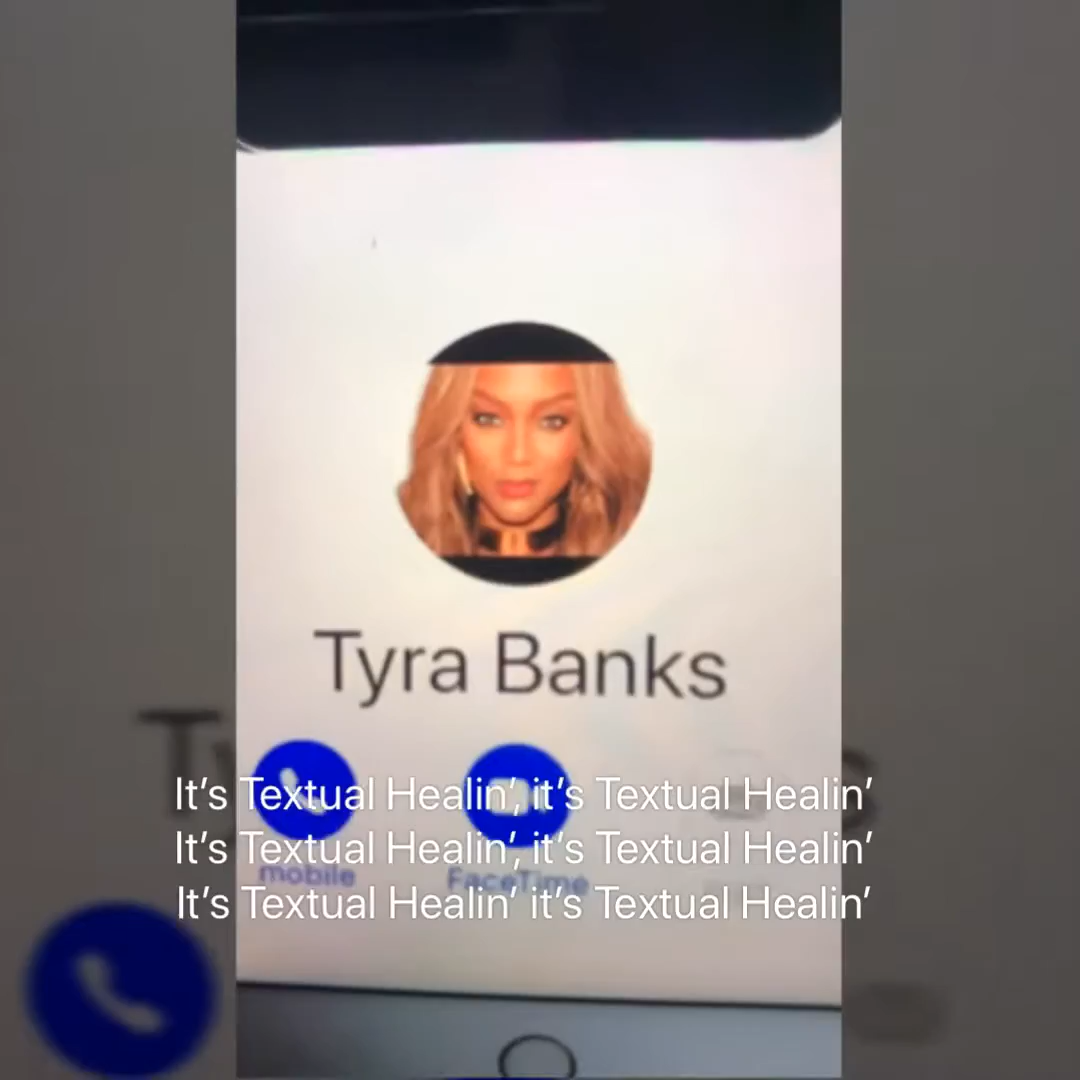 Tyra Banks
It’s Textual Healin’, it’s Textual Healin’
It’s Textual Healin’, it’s Textual Healin’
mobile
FaceTime
It’s Textual Healin’ it’s Textual Healin’